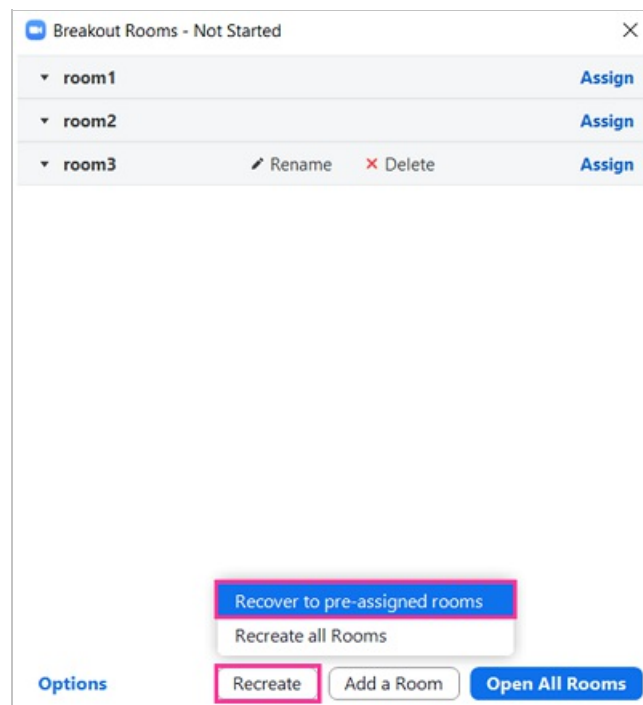 Breakout Rooms - Not Started
room1 Assign
room2 Assign
room3 Rename Delete Assign
Recover to pre-assigned rooms
Recreate all Rooms
Options Recreate Add a Room Open All Rooms